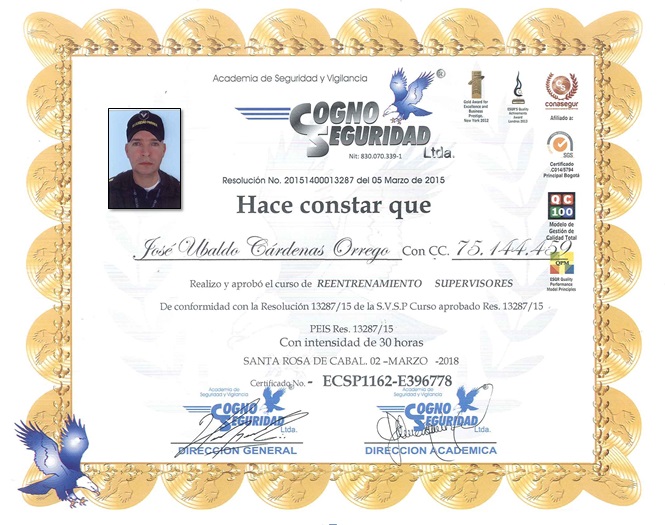 Academia de Seguridad y Vigilancia
COGNO
SEGURIDAD
Ltda.
Nit: 830.070.339-1
®
Gold Award for
Excellence and
Business
Prestige.
New York 2012
London 2013
conasegur
Afiliado a:
SGS
Certificado
CO14/5794
Principal Bogotá
QC
100
Modelo de
Gestión de
Calidad Total
QPM
ESQR Quality
Performance
Model Principles
Resolución No. 20151400013287 del 05 Marzo de 2015
Hace constar que
José Ubaldo Cárdenas Orrego Con CC. 75.144.459
Realizo y aprobó el curso de REENTRENAMIENTO SUPERVISORES
De conformidad con la Resolución 13287/15 de la S.V.S.P Curso aprobado Res. 13287/15
PEIS Res. 13287/15
Con intensidad de 30 horas
SANTA ROSA DE CABAL. 02 –MARZO -2018
Certificado No. - ECSP1162-E396778
Academia de
Seguridad y Vigilancia
COGNO
SEGURIDAD
Ltda.
DIRECCION GENERAL
Academia de
Seguridad y Vigilancia
COGNO
SEGURIDAD
Ltda.
DIRECCION ACADEMICA